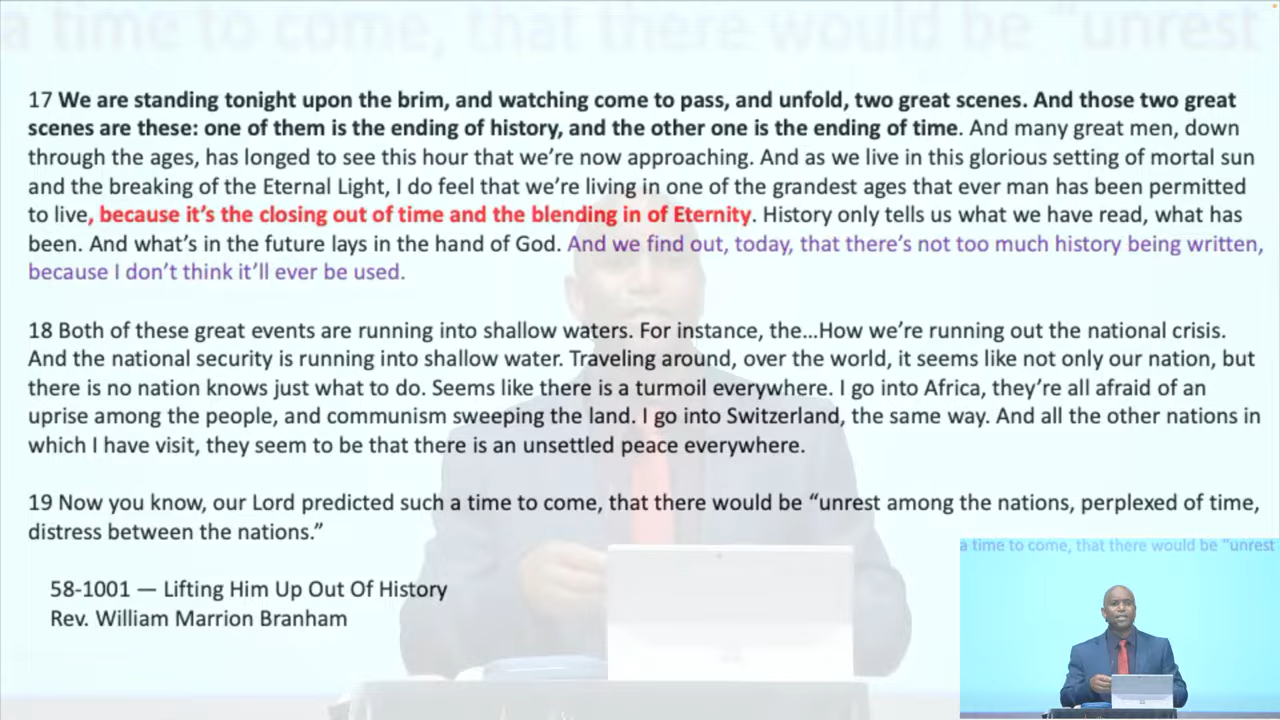 a time to come, that there would be "unrest
17 We are standing tonight upon the brim, and watching come to pass, and unfold, two great scenes. And those two great
scenes are these: one of them is the ending of history, and the other one is the ending of time. And many great men, down
through the ages, has longed to see this hour that we're now approaching. And as we live in this glorious setting of mortal sun
and the breaking of the Eternal Light, I do feel that we're living in one of the grandest ages that ever man has been permitted
to live, because it's the closing out of time and the blending in of Eternity. History only tells us what we have read, what has
been. And what's in the future lays in the hand of God. And we find out, today, that there's not too much history being written,
because I don't think it'll ever be used.
18 Both of these great events are running into shallow waters. For instance, the...How we're running out the national crisis.
And the national security is running into shallow water. Traveling around, over the world, it seems like not only our nation, but
there is no nation knows just what to do. Seems like there is a turmoil everywhere. I go into Africa, they're all afraid of an
uprise among the people, and communism sweeping the land. I go into Switzerland, the same way. And all the other nations in
which I have visit, they seem to be that there is an unsettled peace everywhere.
19 Now you know, our Lord predicted such a time to come, that there would be “unrest among the nations, perplexed of time,
distress between the nations.”
a time to come, that there would be "unrest
58-1001 — Lifting Him Up Out Of History
Rev. William Marrion Branham